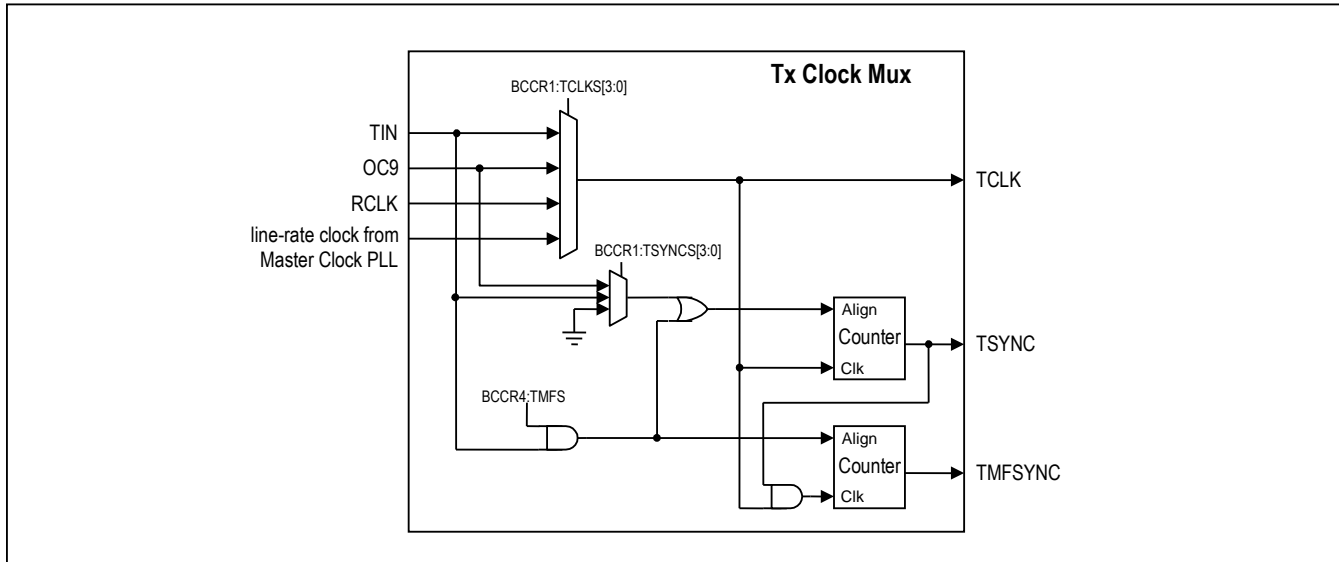 Tx Clock Mux
BCCR1:TCLKS[3:0]
TIN
OC9
RCLK
line-rate clock from
Master Clock PLL
TCLK
BCCR1:TSYNCS[3:0]
Align
Counter
Clk
TSYNC
BCCR4:TMFS
Align
Counter
Clk
TMFSYNC